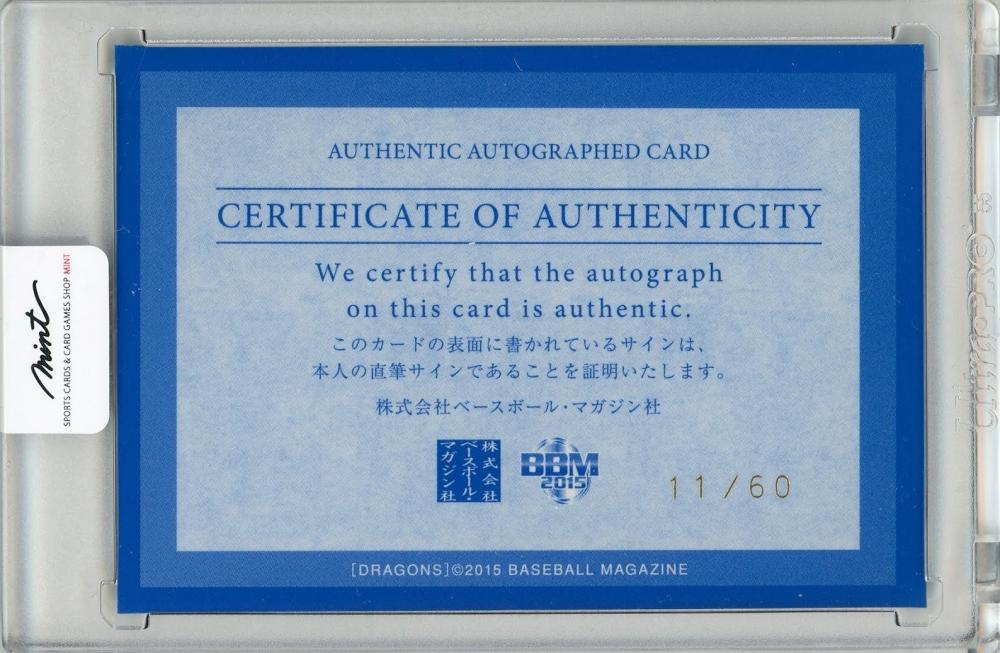 AUTHENTIC AUTOGRAPHED CARD
CERTIFICATE OF AUTHENTICITY
We certify that the autograph
on this card is authentic.
このカードの表面に書かれているサインは、
本人の直筆サインであることを証明いたします。
株式会社ベースボール・マガジン社
株式会社
ベースボール・
マガジン社
BBM
2015
11/60
[DRAGONS]©2015 BASEBALL MAGAZINE
mint
SPORTS CARDS & CARD GAMES SHOP MINT